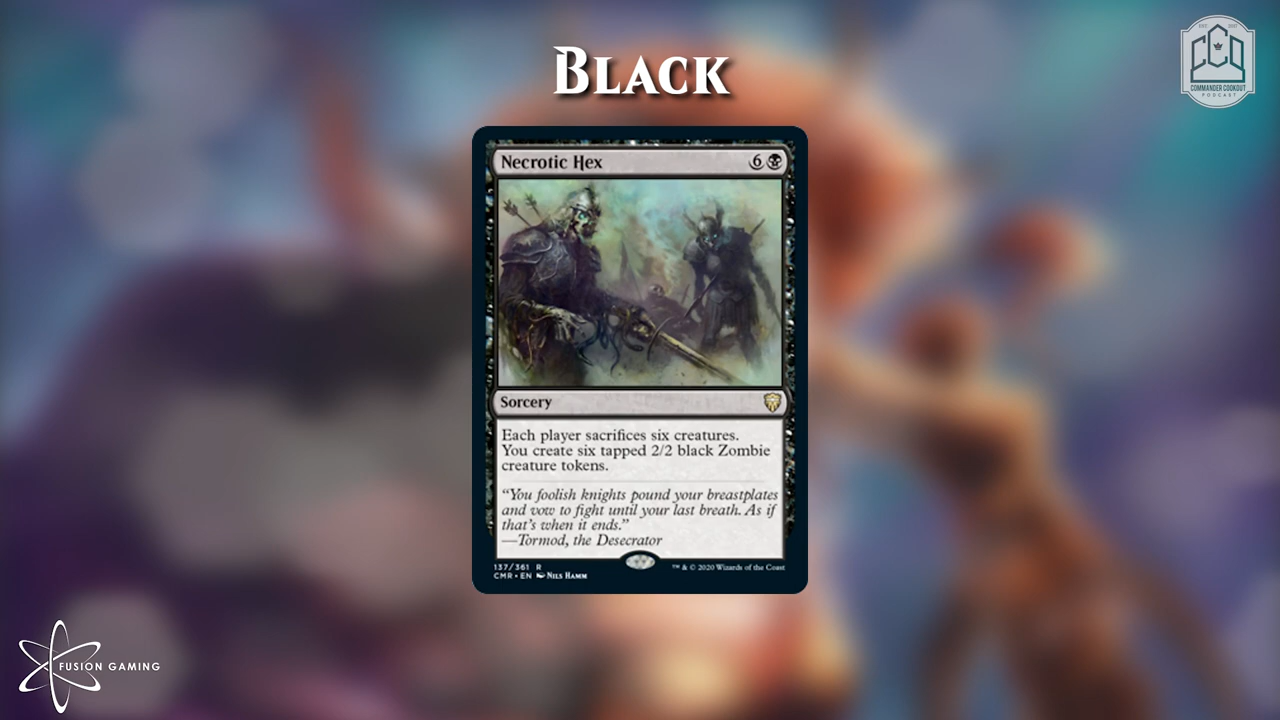 Black
COMMANDER COOKOUT
PODCAST
Necrotic Hex 6
Sorcery
Each player sacrifices six creatures.
You create six tapped 2/2 black Zombie
creature tokens.
“You foolish knights pound your breastplates
and vow to fight until your last breath. As if
that’s when it ends.”
—Tormod, the Desecrator
137/361 R
CMR • EN Nils Hamm
™ & © 2020 Wizards of the Coast
FUSION GAMING